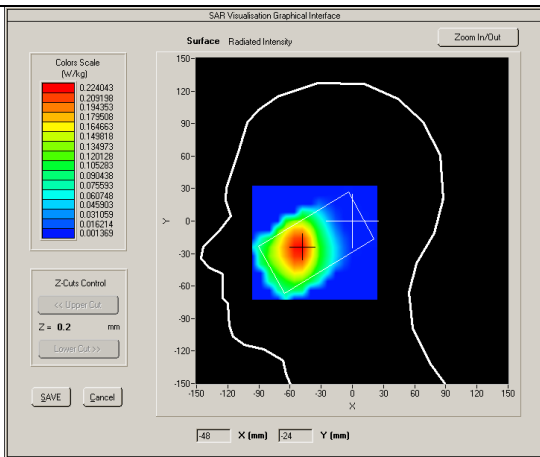 SAR Visualisation Graphical Interface
Surface Radiated Intensity
Zoom In/Out
Colors Scale
(W/kg)
0.224043
0.209198
0.194353
0.179508
0.164663
0.149818
0.134973
0.120128
0.105283
0.090438
0.075593
0.060748
0.045903
0.031059
0.016214
0.001369
150-
120-
90-
60-
30-
Y
0-
-30-
-60-
-90-
-120-
-150-
-150 -120 -90 -60 -30 0 30 60 90 120 150
X
Z-Cuts Control
<< Upper Cut
Z = 0.2 mm
Lower Cut >>
SAVE Cancel
-48 X (mm) -24 Y (mm)